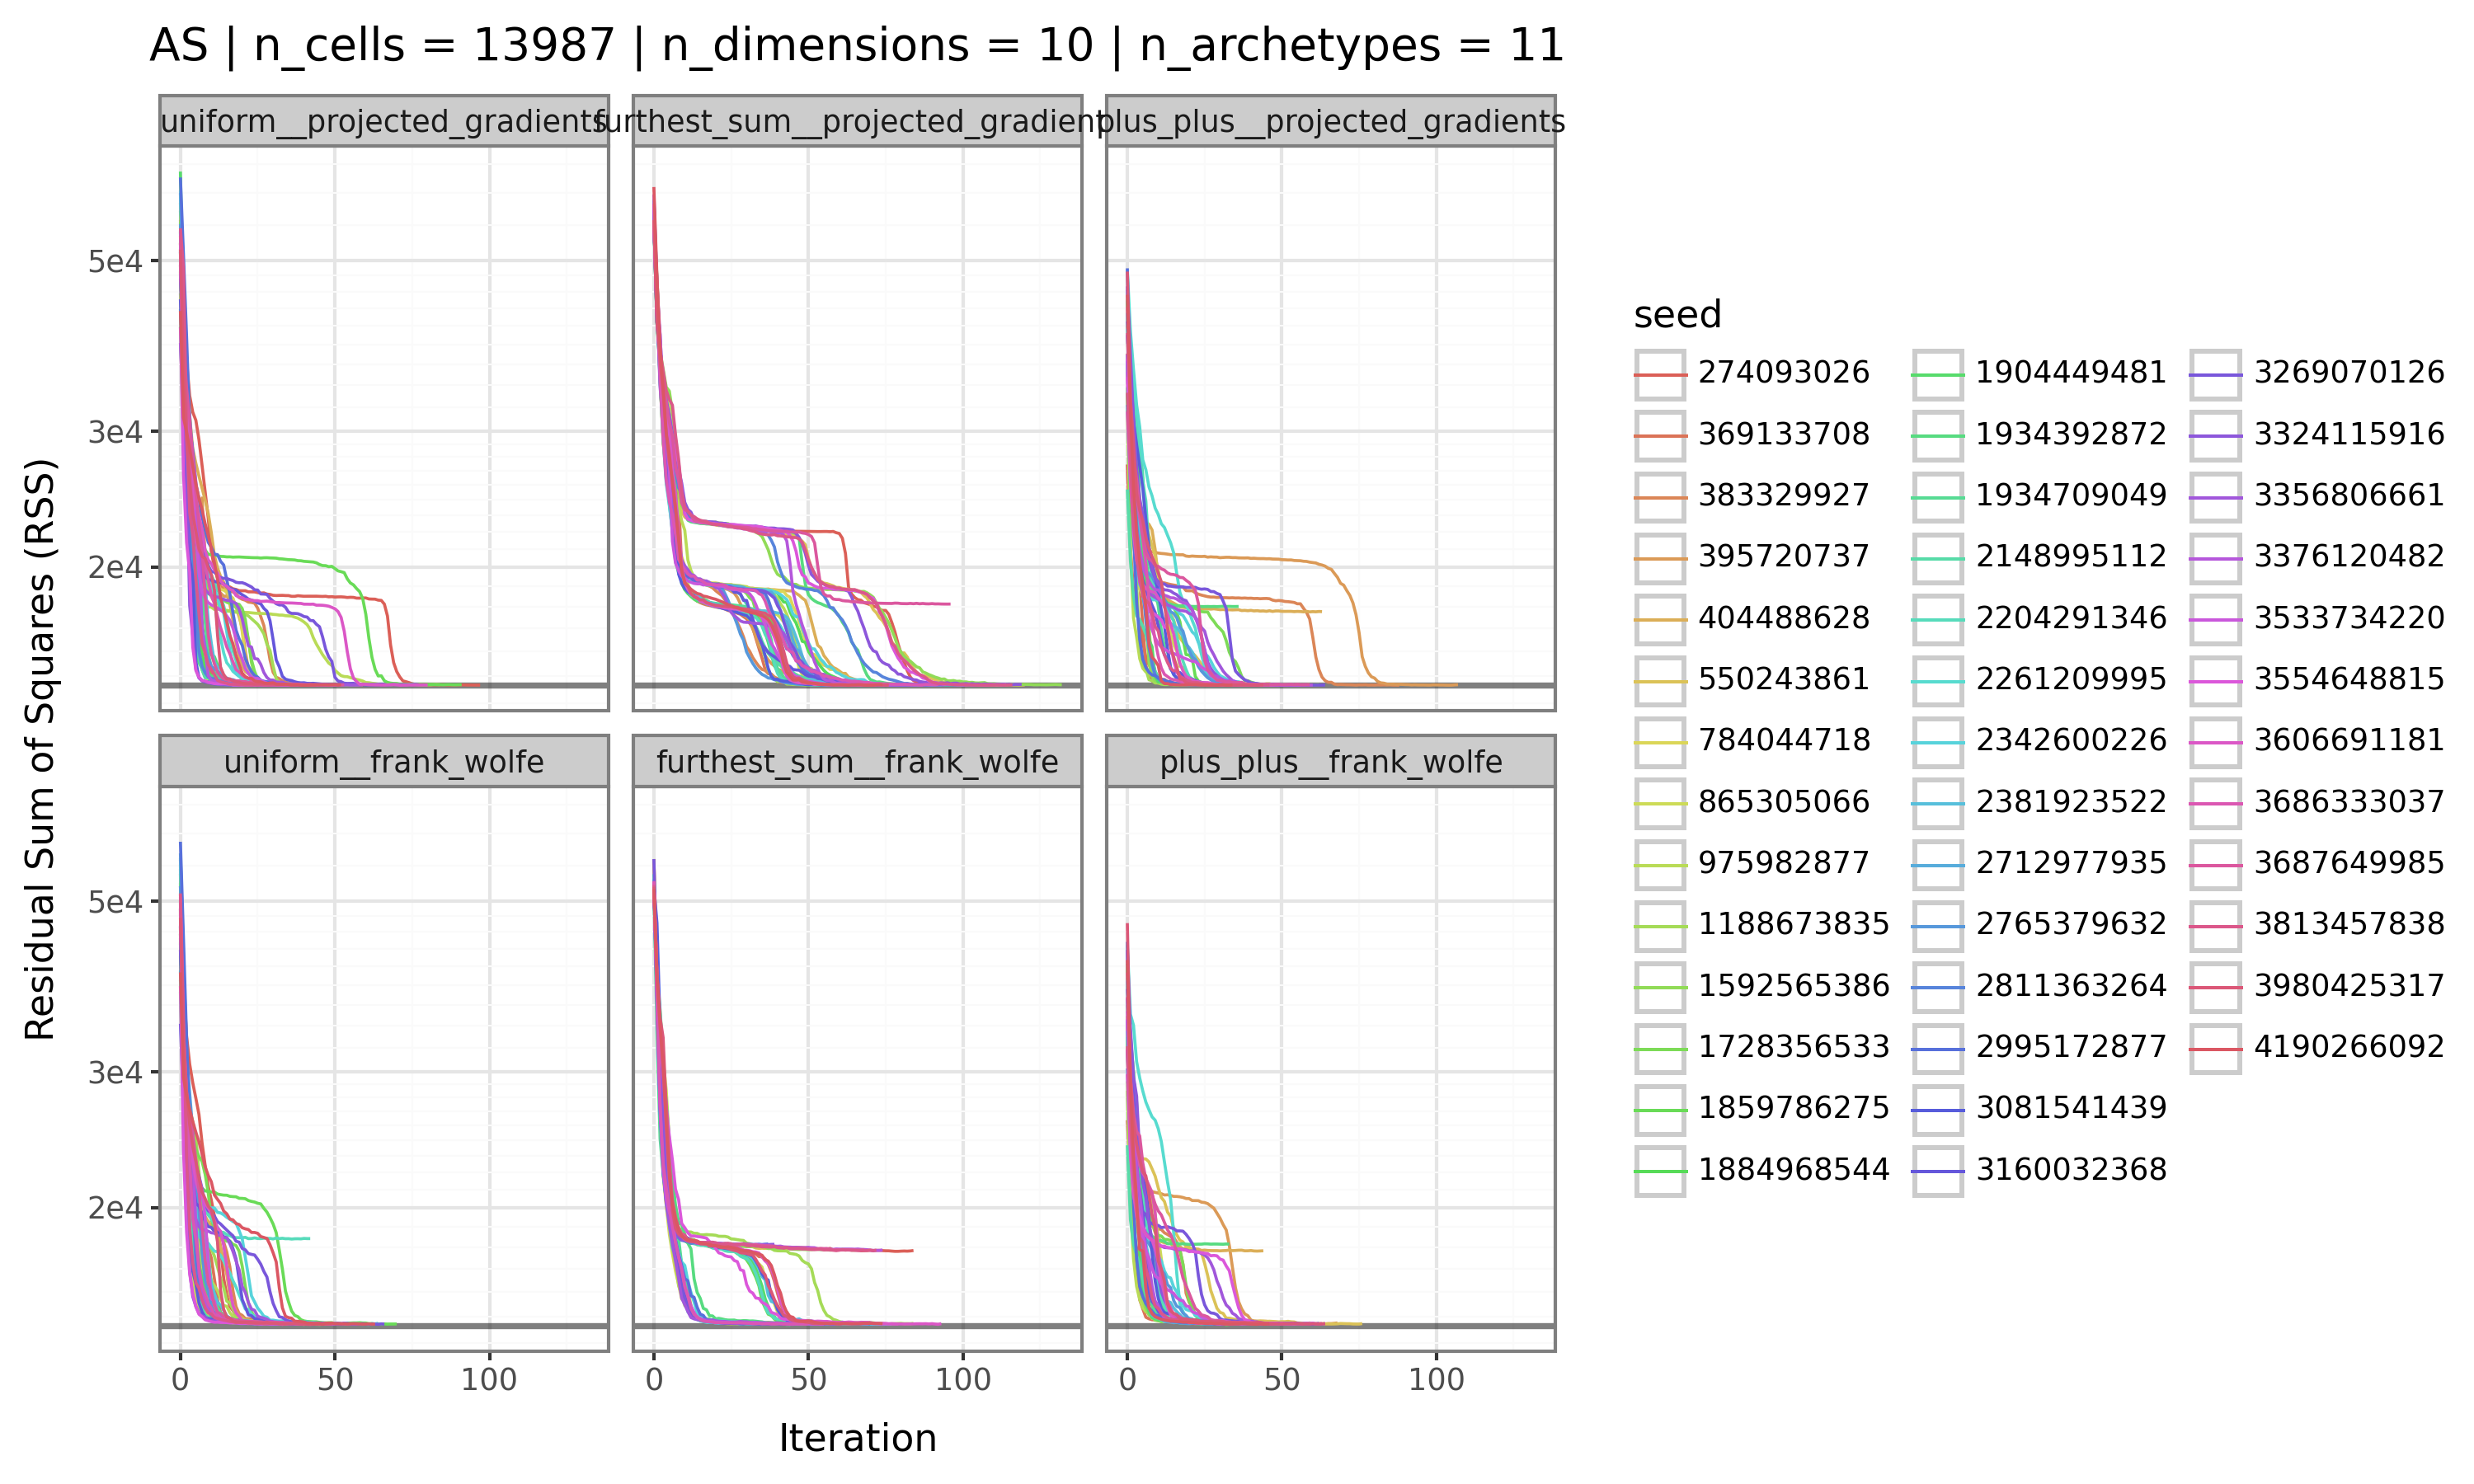 AS | n_cells = 13987 | n_dimensions = 10 | n_archetypes = 11
uniform__projected_gradients
furthest_sum__projected_gradient
plus_plus__projected_gradients
5e4
3e4
2e4
uniform__frank_wolfe
furthest_sum__frank_wolfe
plus_plus__frank_wolfe
5e4
3e4
2e4
0 50 100
0 50 100
0 50 100
Iteration
Residual Sum of Squares (RSS)
seed
274093026
369133708
383329927
395720737
404488628
550243861
784044718
865305066
975982877
1188673835
1592565386
1728356533
1859786275
1884968544
1904449481
1934392872
1934709049
2148995112
2204291346
2261209995
2342600226
2381923522
2712977935
2765379632
2811363264
2995172877
3081541439
3160032368
3269070126
3324115916
3356806661
3376120482
3533734220
3554648815
3606691181
3686333037
3687649985
3813457838
3980425317
4190266092